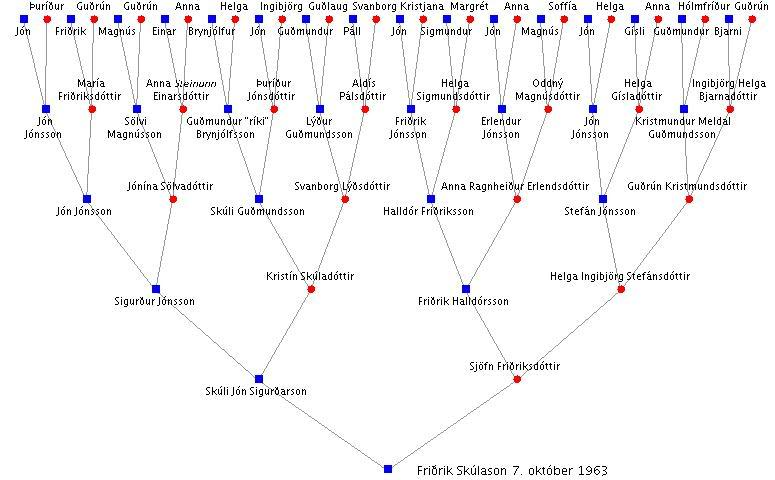 Þuríður Guðrún Guðrún Anna Helga Ingibjörg Guðlaug Svanborg Kristjana Margrét Anna Soffía Helga Anna Hólmfríður Guðrún
Jón Friðrik Magnús Einar Brynjólfur Jón Guðmundur Páll Jón Sigmundur Jón Magnús Jón Gísli Guðmundur Bjarni
María Friðriksdóttir
Anna Steinunn Einarsdóttir
Þuríður Jónsdóttir
Aldís Pálsdóttir
Helga Sigmundsdóttir
Oddný Magnúsdóttir
Helga Gísladóttir
Ingibjörg Helga Bjarnadóttir
Jón Jónsson
Sölvi Magnússon
Guðmundur "ríki" Brynjólfsson
Lýður Guðmundsson
Friðrik Jónsson
Erlendur Jónsson
Jón Jónsson
Kristmundur Meldal Guðmundsson
Jónína Sölvadóttir
Svanborg Lýðsdóttir
Anna Ragnheiður Erlendsdóttir
Guðrún Kristmundsdóttir
Jón Jónsson
Skúli Guðmundsson
Halldór Friðriksson
Stefán Jónsson
Kristín Skúladóttir
Helga Ingibjörg Stefánsdóttir
Sigurður Jónsson
Friðrik Halldórsson
Sjöfn Friðriksdóttir
Skúli Jón Sigurðarson
Friðrik Skúlason 7. október 1963